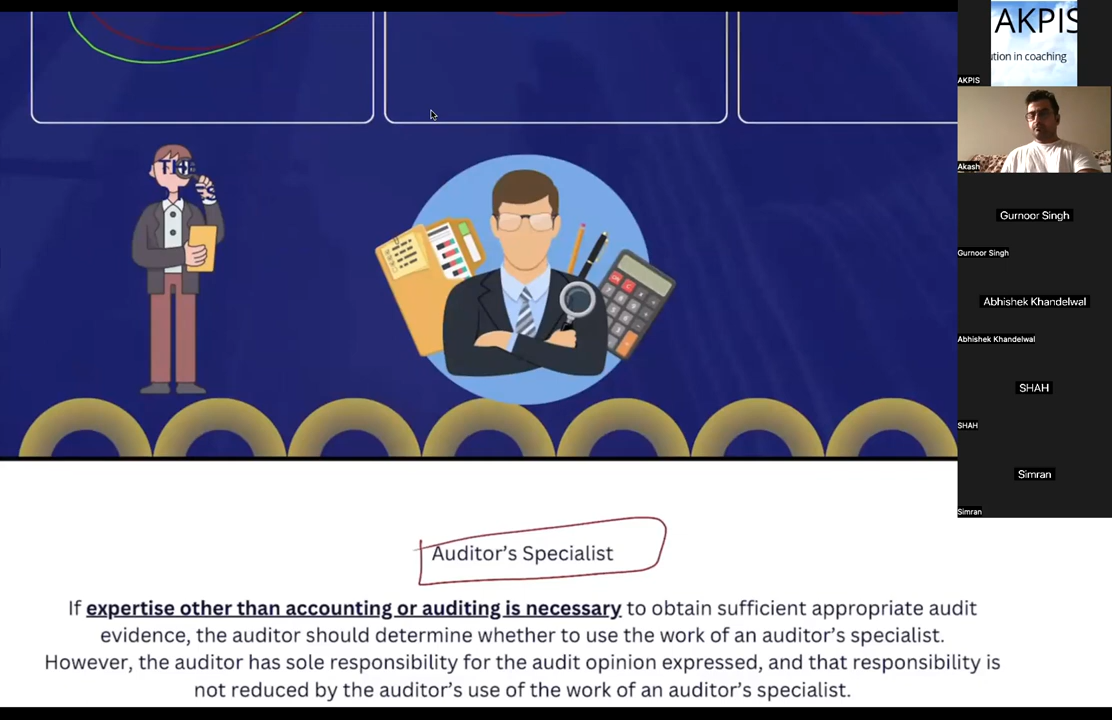 AKPIS
ution in coaching
AKPIS
Akash
Gurnoor Singh
Gurnoor Singh
Abhishek Khandelwal
Abhishek Khandelwal
SHAH
SHAH
Simran
Simran
Auditor's Specialist
If expertise other than accounting or auditing is necessary to obtain sufficient appropriate audit
evidence, the auditor should determine whether to use the work of an auditor's specialist.
However, the auditor has sole responsibility for the audit opinion expressed, and that responsibility is
not reduced by the auditor's use of the work of an auditor's specialist.